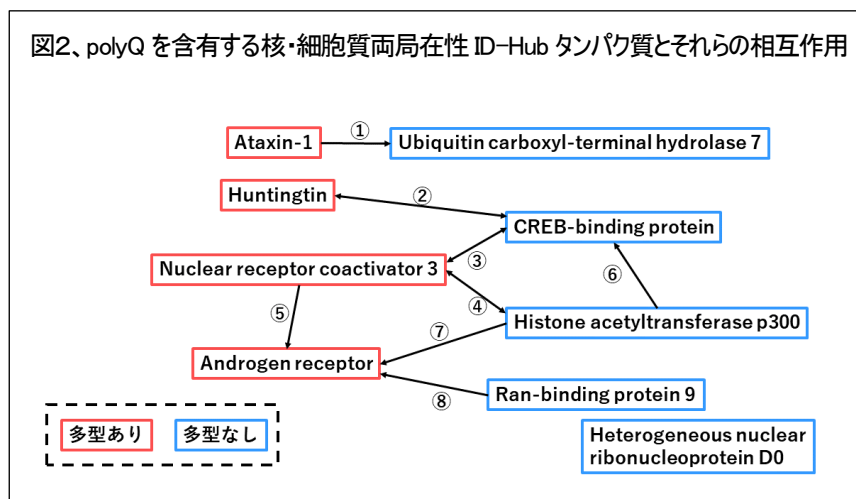 図2、polyQ を含有する核・細胞質両局在性 ID-Hub タンパク質とそれらの相互作用
Ataxin-1
①
Ubiquitin carboxyl-terminal hydrolase 7
Huntingtin
②
CREB-binding protein
Nuclear receptor coactivator 3
③
⑥
⑤
④
Histone acetyltransferase p300
⑦
Androgen receptor
⑧
Ran-binding protein 9
多型あり
多型なし
Heterogeneous nuclear
ribonucleoprotein D0